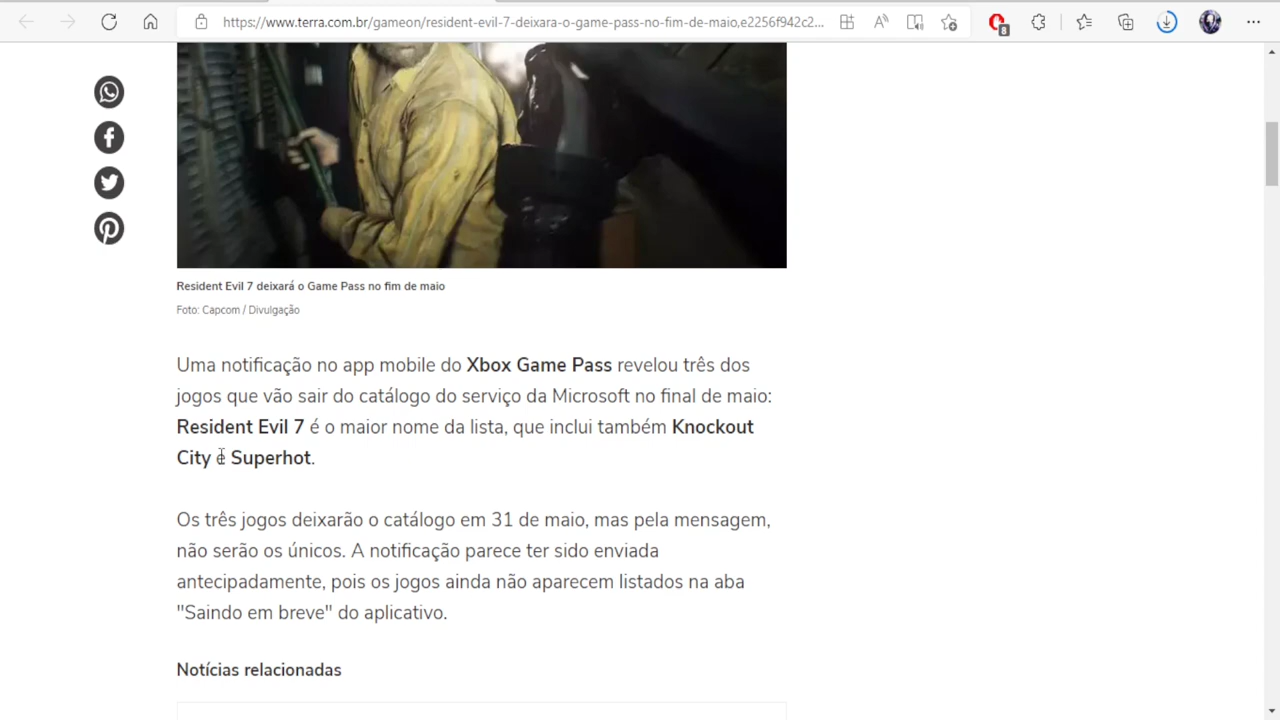 https://www.terra.com.br/gameon/resident-evil-7-deixara-o-game-pass-no-fim-de-maio,e2256f942c2...
8
Resident Evil 7 deixará o Game Pass no fim de maio
Foto: Capcom / Divulgação
Uma notificação no app mobile do Xbox Game Pass revelou três dos
jogos que vão sair do catálogo do serviço da Microsoft no final de maio:
Resident Evil 7 é o maior nome da lista, que inclui também Knockout
City e Superhot.
Os três jogos deixarão o catálogo em 31 de maio, mas pela mensagem,
não serão os únicos. A notificação parece ter sido enviada
antecipadamente, pois os jogos ainda não aparecem listados na aba
"Saindo em breve" do aplicativo.
Notícias relacionadas